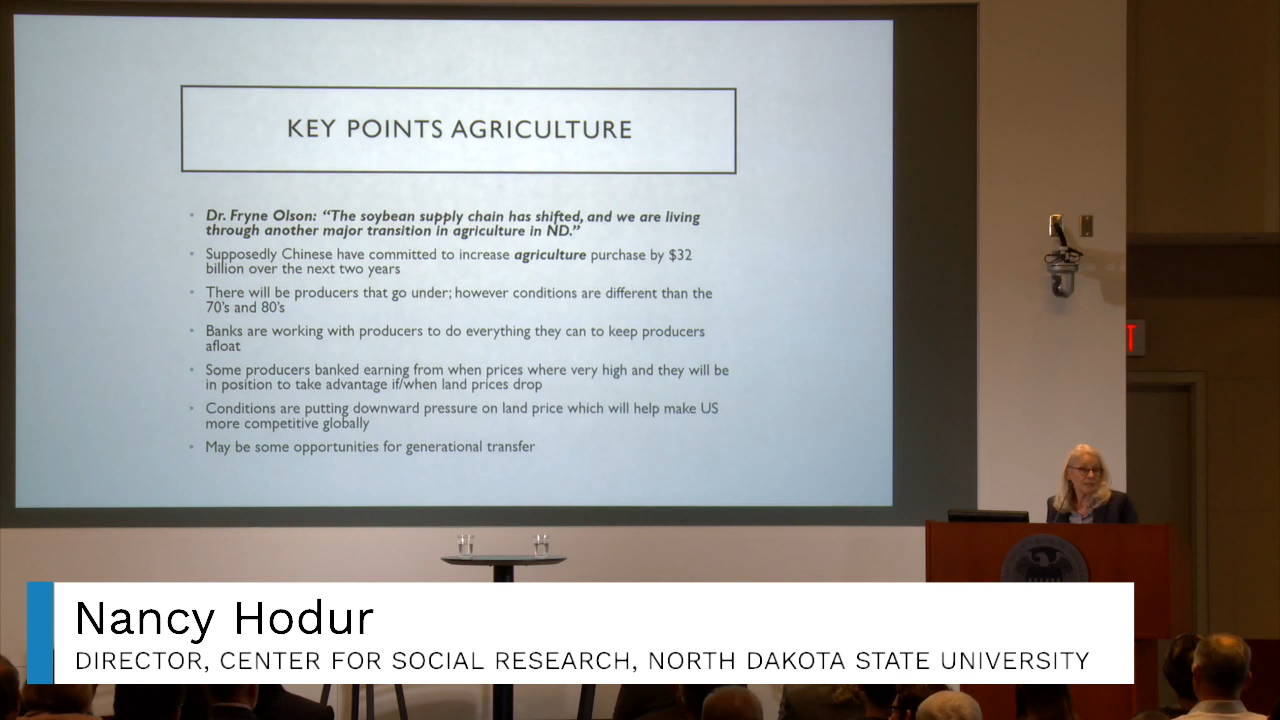 KEY POINTS AGRICULTURE
• Dr. Fryne Olson: “The soybean supply chain has shifted, and we are living
through another major transition in agriculture in ND.”
• Supposedly Chinese have committed to increase agriculture purchase by $32
billion over the next two years
• There will be producers that go under; however conditions are different than the
70’s and 80’s
• Banks are working with producers to do everything they can to keep producers
afloat
• Some producers banked earning from when prices where very high and they will be
in position to take advantage if/when land prices drop
• Conditions are putting downward pressure on land price which will help make US
more competitive globally
• May be some opportunities for generational transfer
Nancy Hodur
DIRECTOR, CENTER FOR SOCIAL RESEARCH, NORTH DAKOTA STATE UNIVERSITY